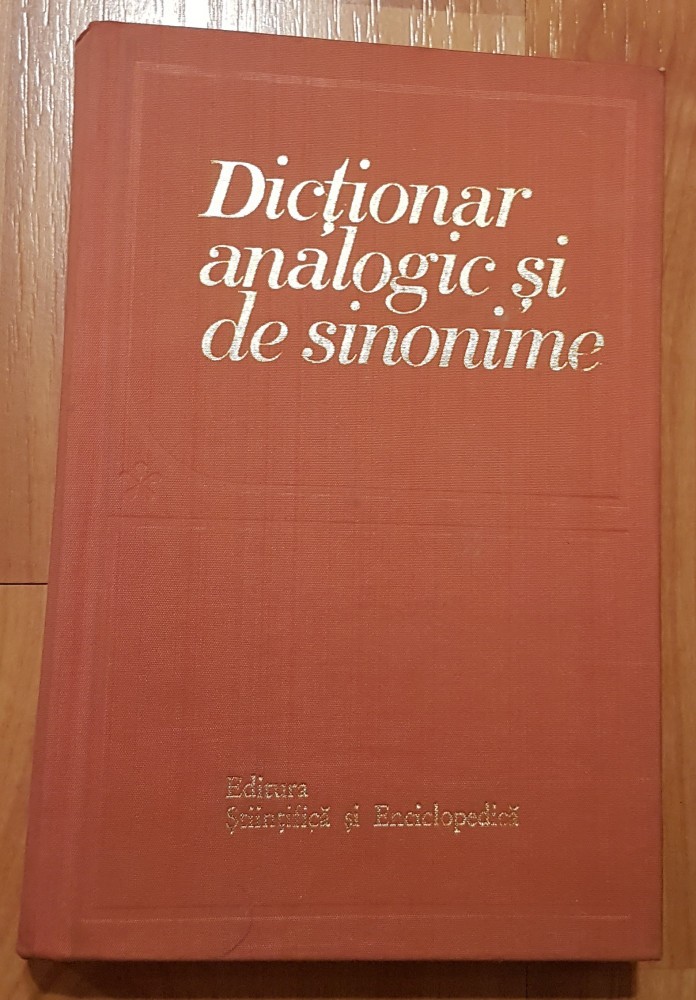 Dicționar
analogic și
de sinonime
Editura
Științifică și Enciclopedică